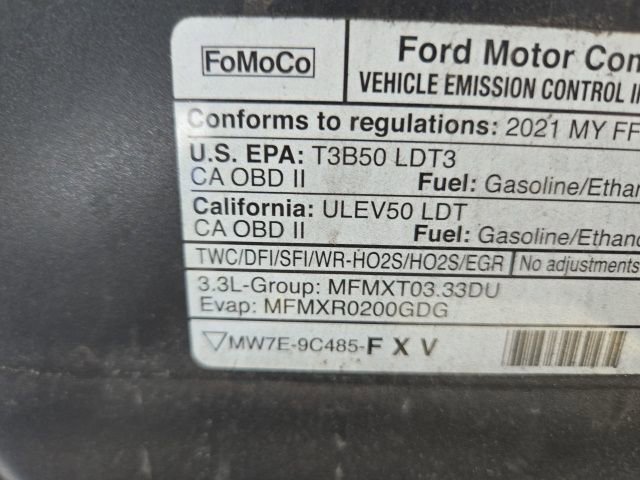 FoMoCo
Ford Motor Com
VEHICLE EMISSION CONTROL
Conforms to regulations: 2021 MY FF
U.S. EPA: T3B50 LDT3
CA OBD II Fuel: Gasoline/Ethan
California: ULEV50 LDT
CA OBD II Fuel: Gasoline/Ethano
TWC/DFI/SFI/WR-HO2S/HO2S/EGR No adjustments
3.3L-Group: MFMXT03.33DU
Evap: MFMXR0200GDG
MW7E-9C485-F X V